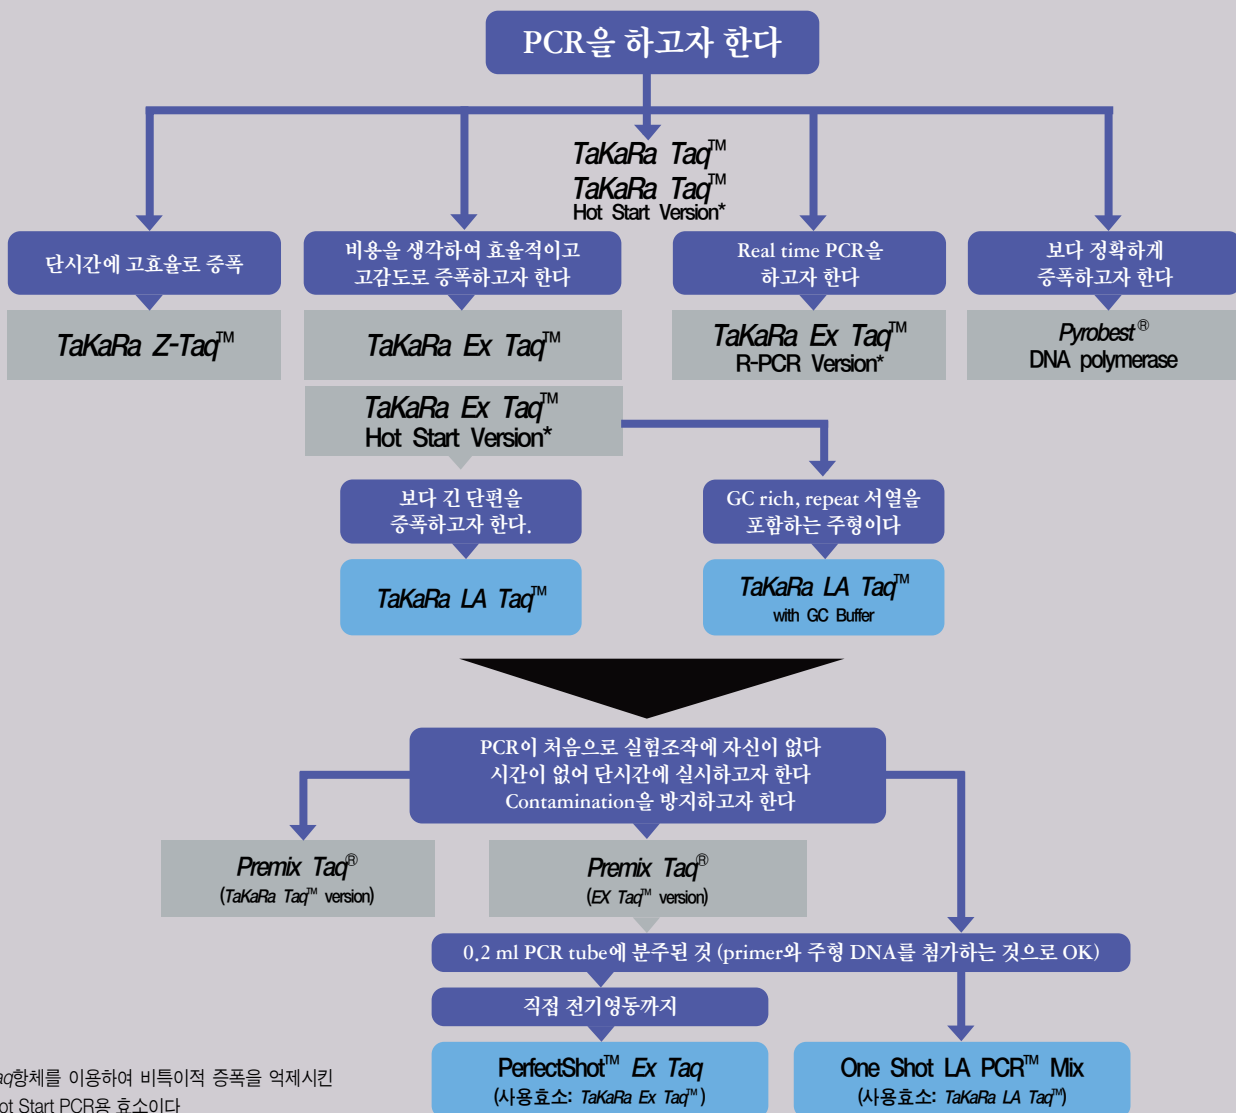 PCR을 하고자 한다
TaKaRa Taq™
TaKaRa Taq™
Hot Start Version*
단시간에 고효율로 증폭
비용을 생각하여 효율적이고
고감도로 증폭하고자 한다
Real time PCR을
하고자 한다
보다 정확하게
증폭하고자 한다
TaKaRa Z-Taq™
TaKaRa Ex Taq™
TaKaRa Ex Taq™
R-PCR Version*
Pyrobest®
DNA polymerase
TaKaRa Ex Taq™
Hot Start Version*
보다 긴 단편을
증폭하고자 한다.
GC rich, repeat 서열을
포함하는 주형이다
TaKaRa LA Taq™
TaKaRa LA Taq™
with GC Buffer
PCR이 처음으로 실험조작에 자신이 없다
시간이 없어 단시간에 실시하고자 한다
Contamination을 방지하고자 한다
Premix Taq®
(TaKaRa Taq™ version)
Premix Taq®
(EX Taq™ version)
0.2 ml PCR tube에 분주된 것 (primer와 주형 DNA를 첨가하는 것으로 OK)
직접 전기영동까지
PerfectShot™ Ex Taq
(사용효소: TaKaRa Ex Taq™)
One Shot LA PCR™ Mix
(사용효소: TaKaRa LA Taq™)
aq항체를 이용하여 비특이적 증폭을 억제시킨
ot Start PCR용 효소이다